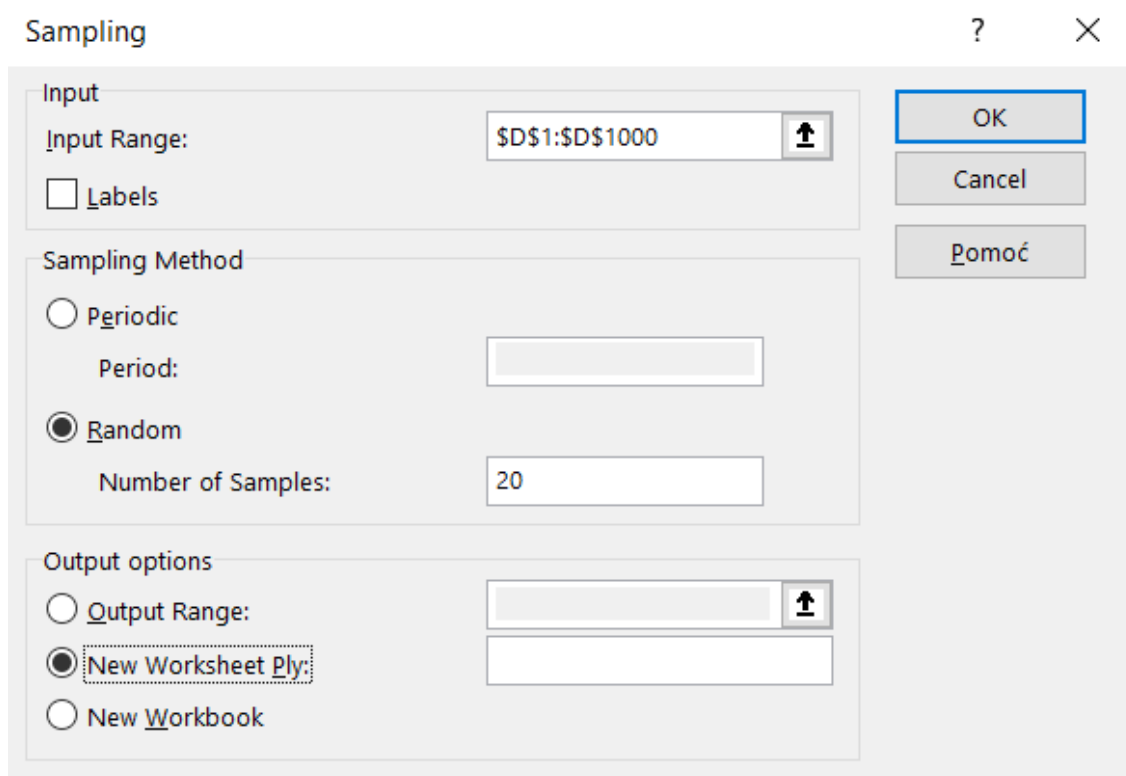 Sampling ? ×
Input
Input Range: $D$1:$D$1000
Labels
OK
Cancel
Pomoć
Sampling Method
Periodic
Period:
Random
Number of Samples: 20
Output options
Output Range:
New Worksheet Ply:
New Workbook